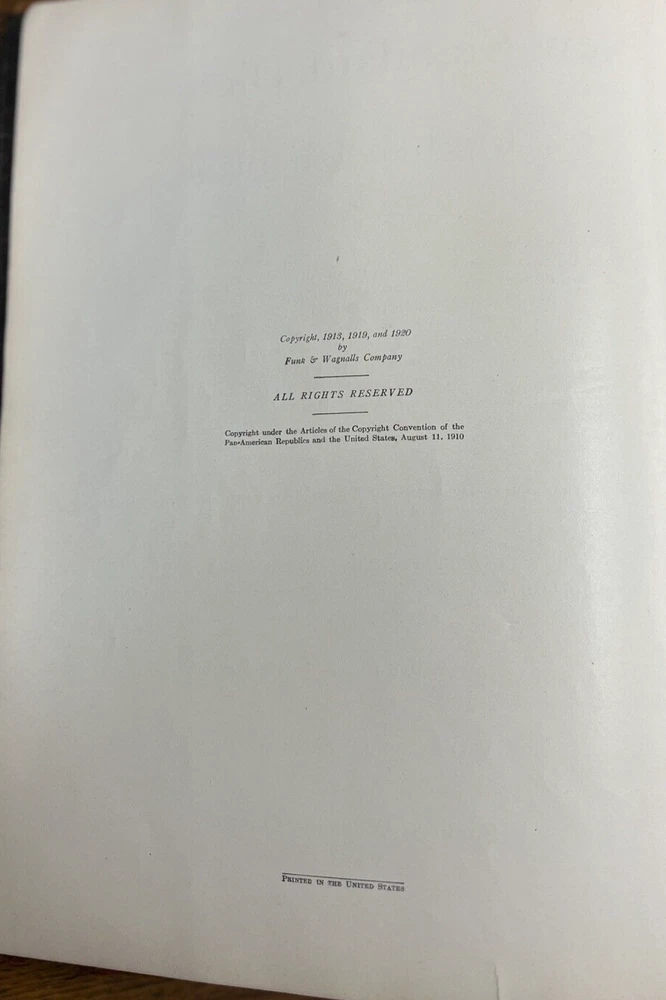 Copyright, 1913, 1919, and 1920
by
Funk & Wagnalls Company
ALL RIGHTS RESERVED
Copyright under the Articles of the Copyright Convention of the
Pan-American Republics and the United States, August 11, 1910
PRINTED IN THE UNITED STATES